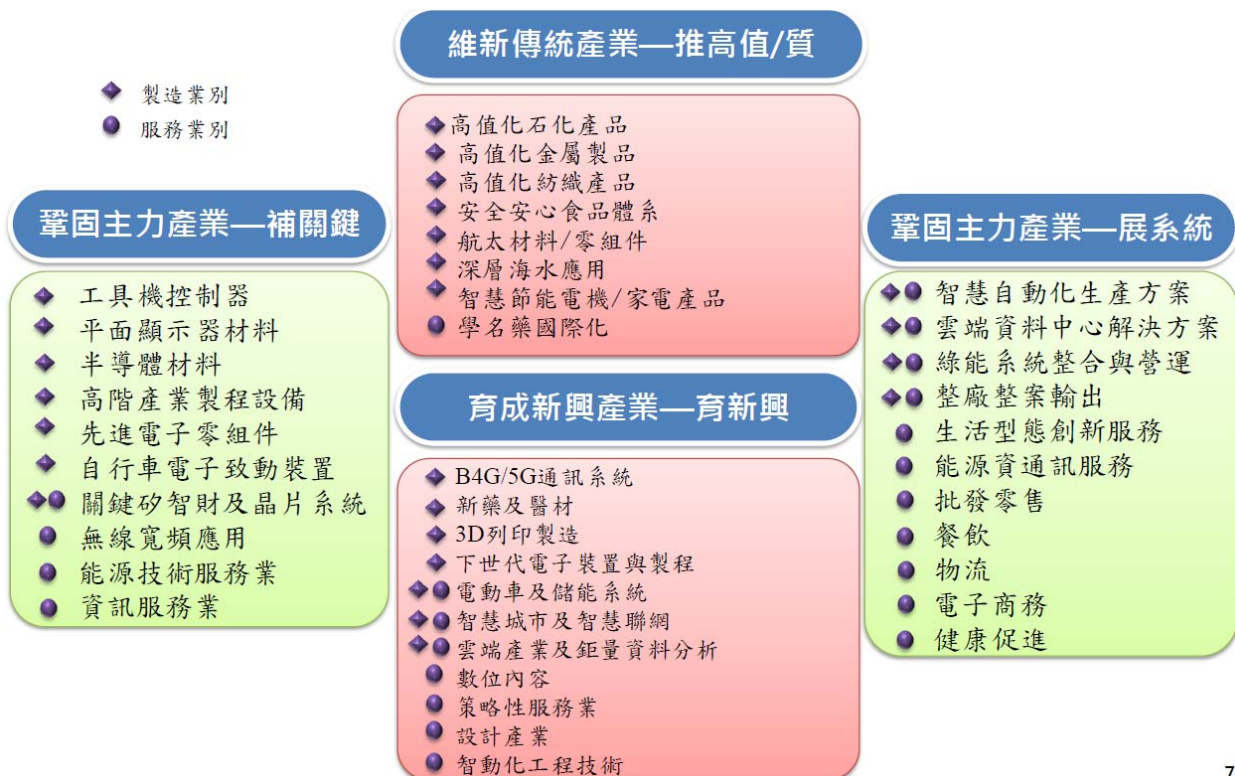 維新傳統產業—推高值/質
製造業別
服務業別
高值化石化產品
高值化金屬製品
高值化紡織產品
安全安心食品體系
航太材料/零組件
深層海水應用
智慧節能電機/家電產品
學名藥國際化
鞏固主力產業—補關鍵
工具機控制器
平面顯示器材料
半導體材料
高階產業製程設備
先進電子零組件
自行車電子致動裝置
關鍵矽智財及晶片系統
無線寬頻應用
能源技術服務業
資訊服務業
育成新興產業—育新興
B4G/5G通訊系統
新藥及醫材
3D列印製造
下世代電子裝置與製程
電動車及儲能系統
智慧城市及智慧聯網
雲端產業及鉅量資料分析
數位內容
策略性服務業
設計產業
智動化工程技術
鞏固主力產業—展系統
智慧自動化生產方案
雲端資料中心解決方案
綠能系統整合與營運
整廠整案輸出
生活型態創新服務
能源資通訊服務
批發零售
餐飲
物流
電子商務
健康促進
7